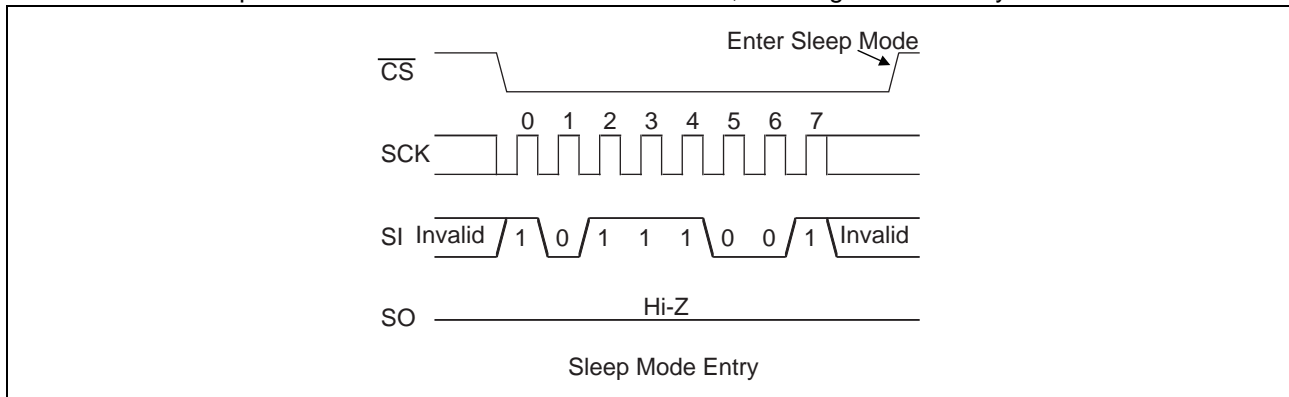 Enter Sleep Mode
CS
0 1 2 3 4 5 6 7
SCK
SI Invalid 1 0 1 1 1 0 0 1 Invalid
Hi-Z
SO
Sleep Mode Entry